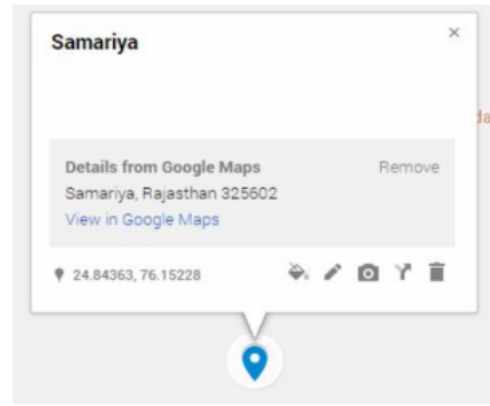 Samariya
Details from Google Maps Remove
Samariya, Rajasthan 325602
View in Google Maps
24.84363, 76.15228